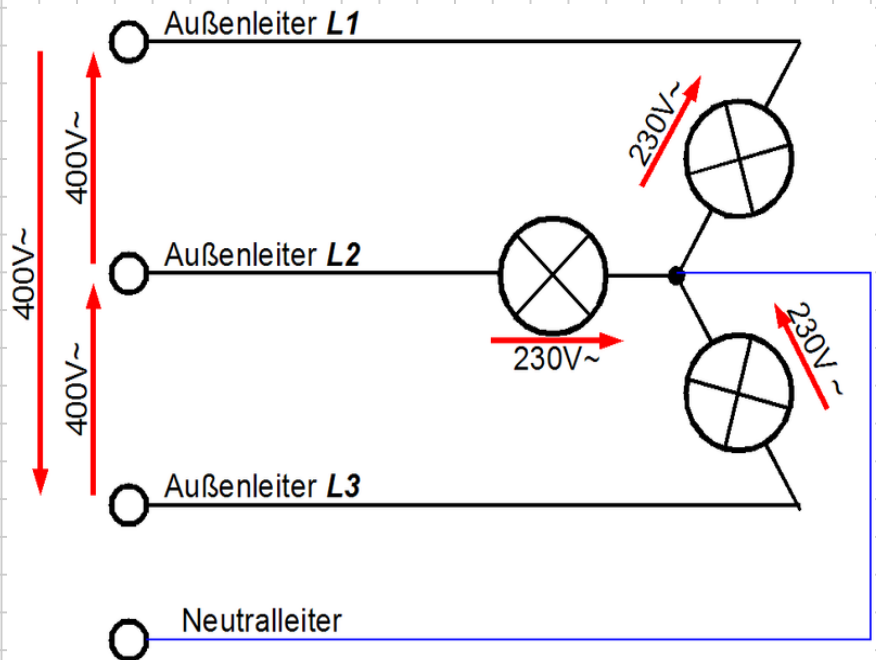 Außenleiter L1
400V~
230V~
400V~
Außenleiter L2
230V~
230V~
400V~
Außenleiter L3
Neutralleiter